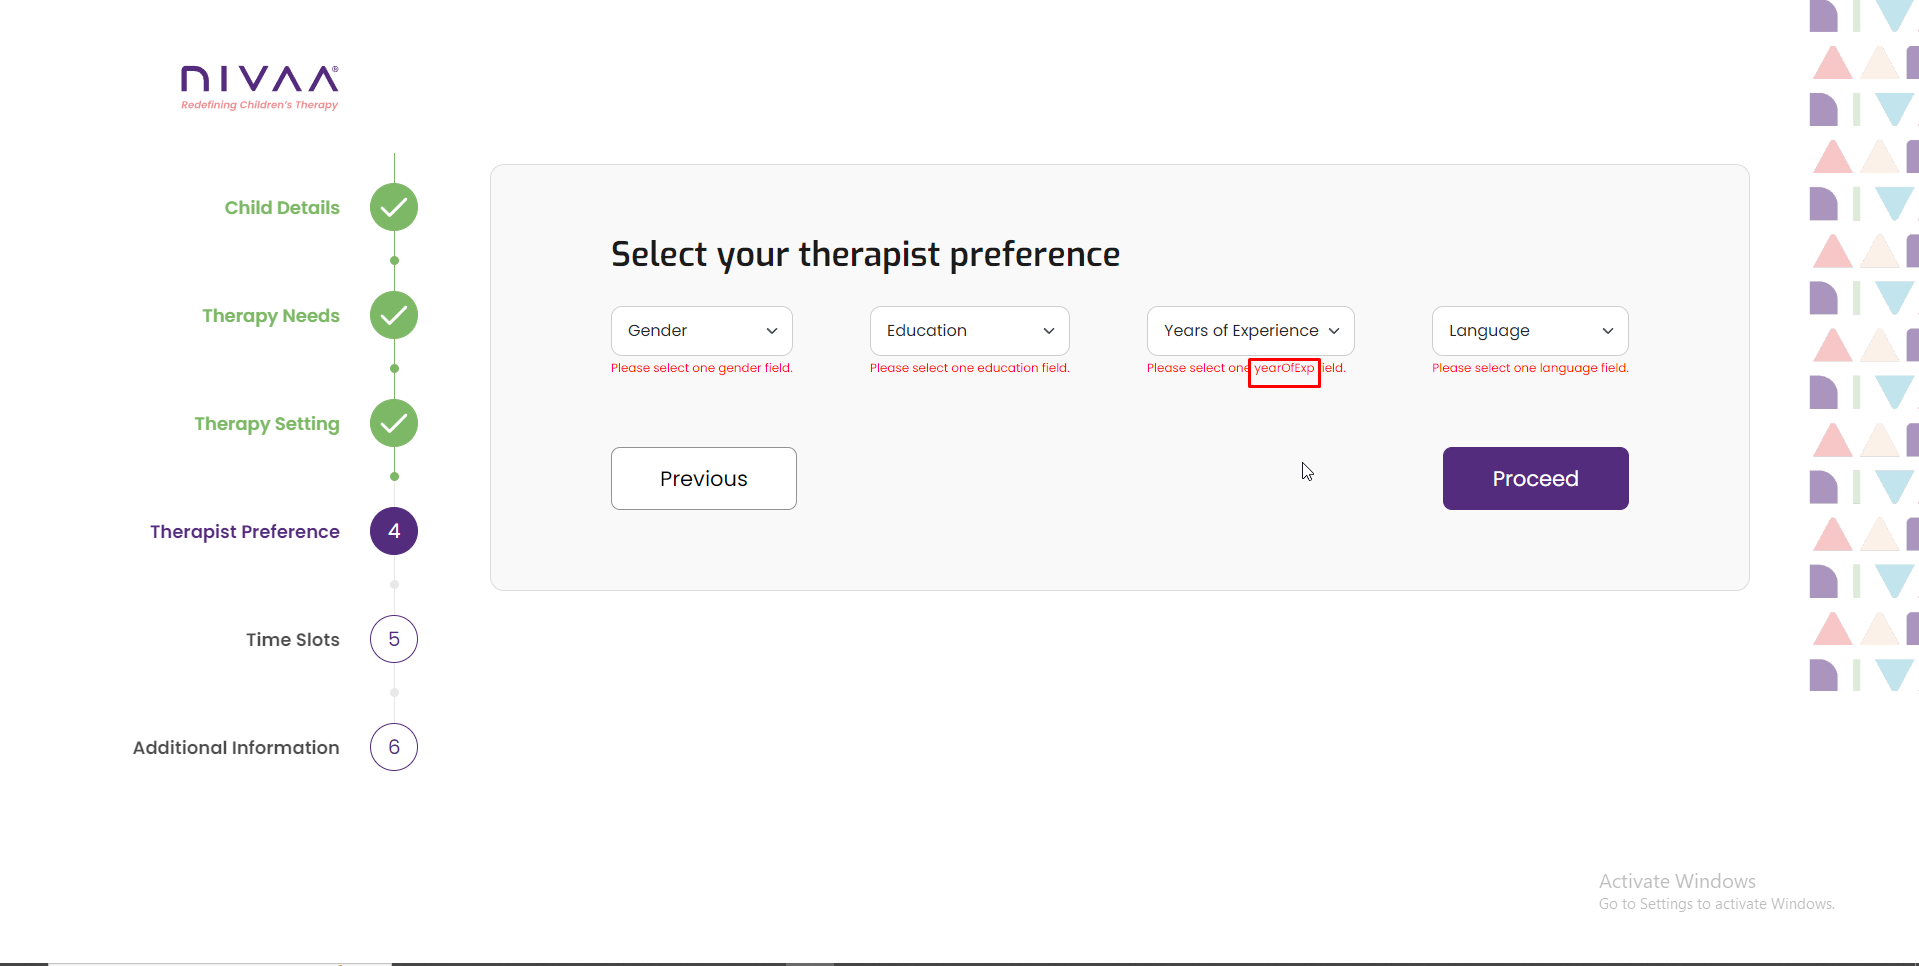 NIVAA®
Redefining Children's Therapy
Child Details
Therapy Needs
Therapy Setting
Therapist Preference 4
Time Slots 5
Additional Information 6
Select your therapist preference
Gender Education Years of Experience Language
Please select one gender field. Please select one education field. Please select one yearOfExp field. Please select one language field.
Previous Proceed
Activate Windows
Go to Settings to activate Windows.